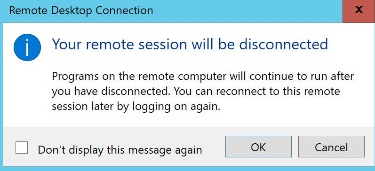 Remote Desktop Connection
x
i
Your remote session will be disconnected
Programs on the remote computer will continue to run after
you have disconnected. You can reconnect to this remote
session later by logging on again.
Don't display this message again
OK
Cancel